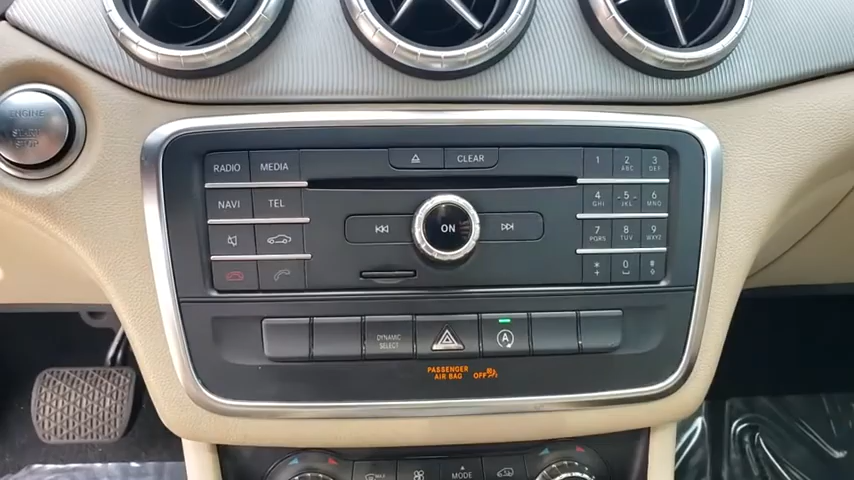 ENGINE
START
STOP
RADIO MEDIA CLEAR 1 2 ABC 3 DEF
NAVI TEL ON 4 GHI 5 JKL 6 MNO
7 PQRS 8 TUV 9 WXYZ
* + 0
DYNAMIC
SELECT
A
PASSENGER
AIR BAG OFF
MODE